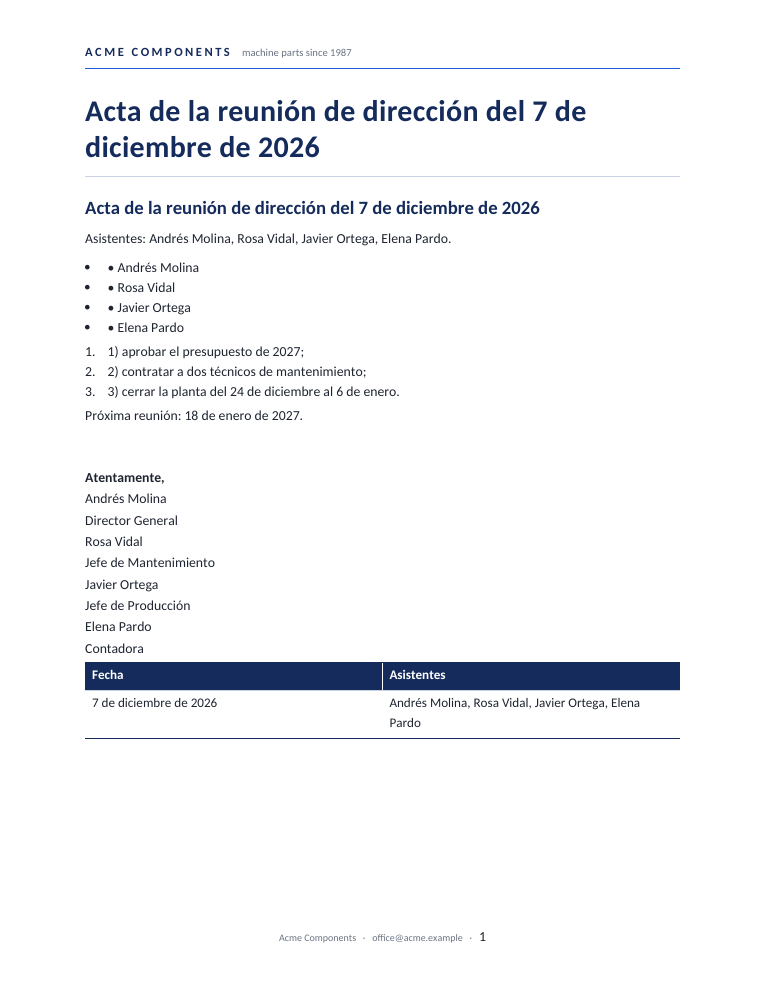 ACME COMPONENTS machine parts since 1987
Acta de la reunión de dirección del 7 de
diciembre de 2026
Acta de la reunión de dirección del 7 de diciembre de 2026
Asistentes: Andrés Molina, Rosa Vidal, Javier Ortega, Elena Pardo.
• • Andrés Molina
• • Rosa Vidal
• • Javier Ortega
• • Elena Pardo
1. 1) aprobar el presupuesto de 2027;
2. 2) contratar a dos técnicos de mantenimiento;
3. 3) cerrar la planta del 24 de diciembre al 6 de enero.
Próxima reunión: 18 de enero de 2027.
Atentamente,
Andrés Molina
Director General
Rosa Vidal
Jefe de Mantenimiento
Javier Ortega
Jefe de Producción
Elena Pardo
Contadora
Fecha Asistentes
7 de diciembre de 2026 Andrés Molina, Rosa Vidal, Javier Ortega, Elena
Pardo
Acme Components · office@acme.example · 1